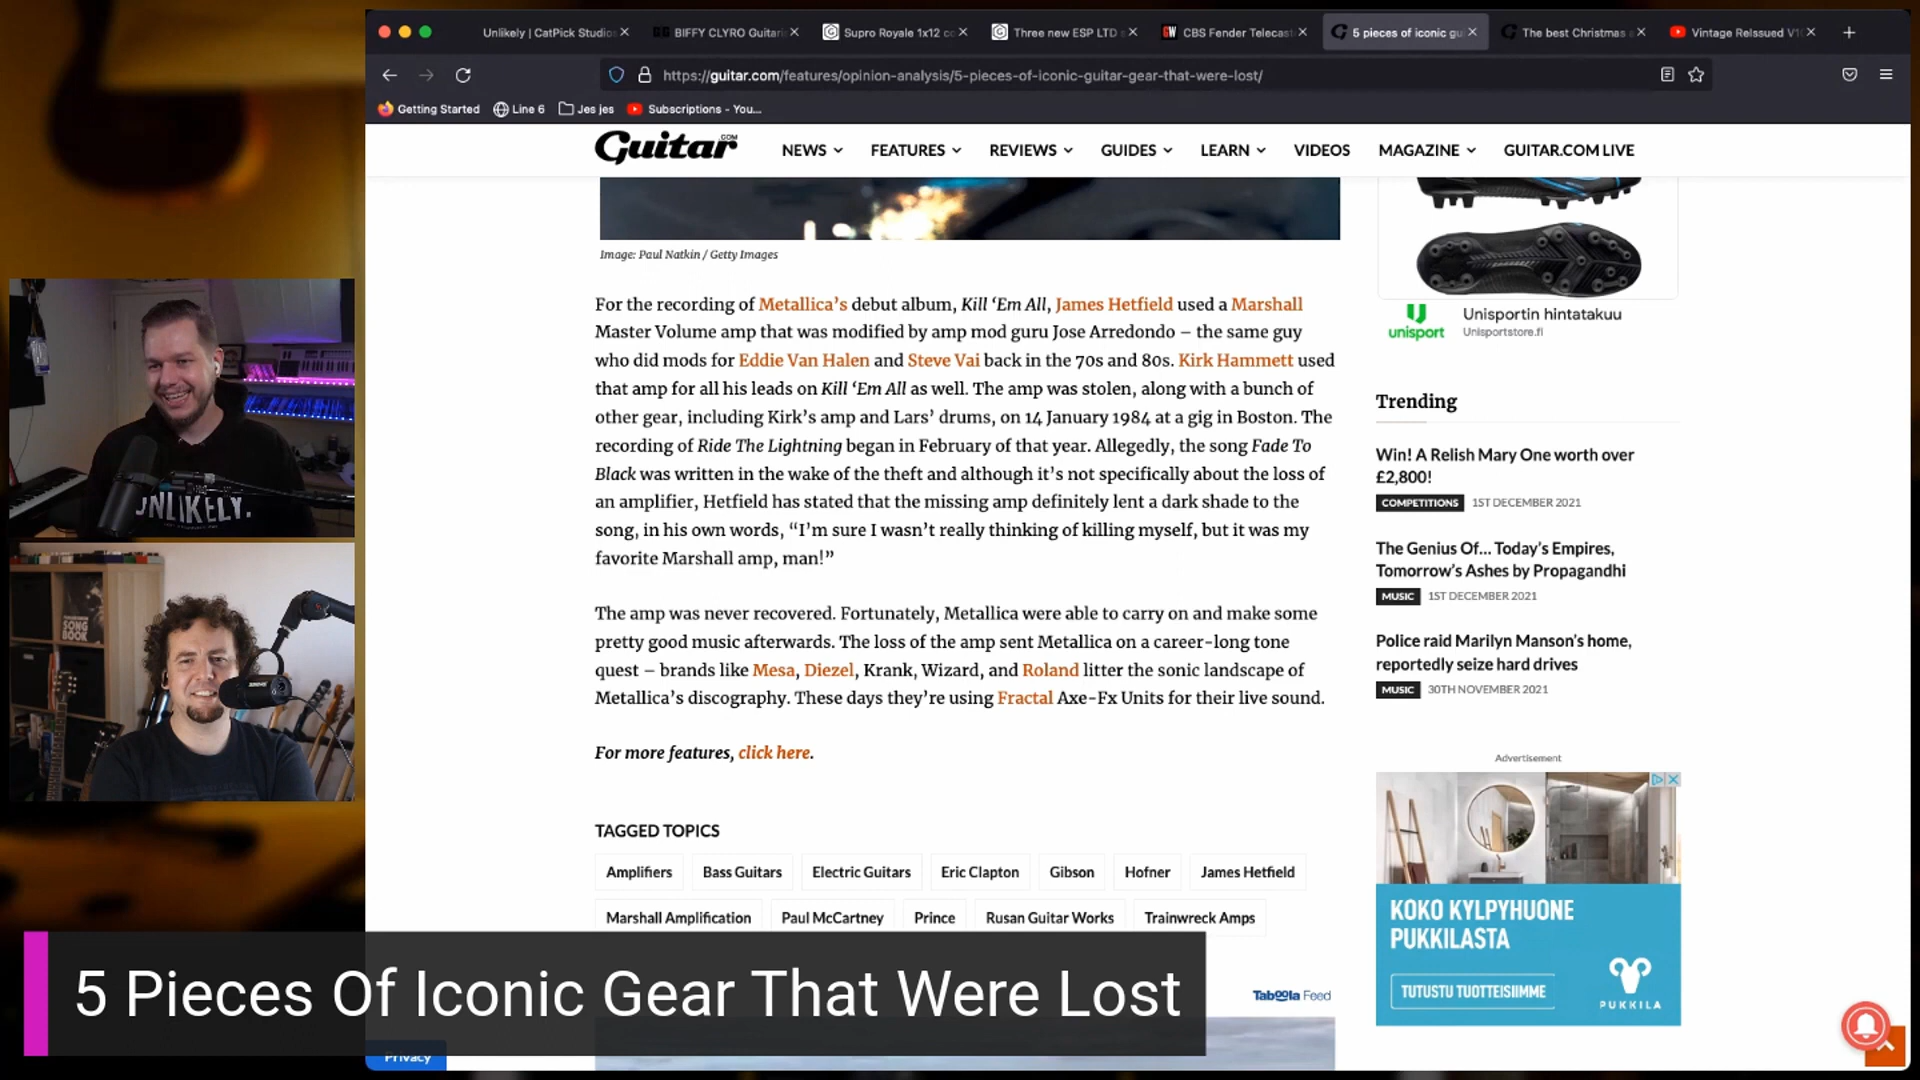 Unlikely | CatPick Studio
BIFFY CLYRO Guitaris
Supro Royale 1x12 co
Three new ESP LTD s
GW CBS Fender Telecast
5 pieces of iconic gu
The best Christmas a
Vintage ReIssued V1
https://guitar.com/features/opinion-analysis/5-pieces-of-iconic-guitar-gear-that-were-lost/
Getting Started
Line 6
Jes jes
Subscriptions - You...
Guitar.COM
NEWS FEATURES REVIEWS GUIDES LEARN VIDEOS MAGAZINE GUITAR.COM LIVE
Image: Paul Natkin / Getty Images
For the recording of Metallica's debut album, Kill 'Em All, James Hetfield used a Marshall
Master Volume amp that was modified by amp mod guru Jose Arredondo – the same guy
who did mods for Eddie Van Halen and Steve Vai back in the 70s and 80s. Kirk Hammett used
that amp for all his leads on Kill 'Em All as well. The amp was stolen, along with a bunch of
other gear, including Kirk's amp and Lars' drums, on 14 January 1984 at a gig in Boston. The
recording of Ride The Lightning began in February of that year. Allegedly, the song Fade To
Black was written in the wake of the theft and although it's not specifically about the loss of
an amplifier, Hetfield has stated that the missing amp definitely lent a dark shade to the
song, in his own words, “I'm sure I wasn't really thinking of killing myself, but it was my
favorite Marshall amp, man!”
The amp was never recovered. Fortunately, Metallica were able to carry on and make some
pretty good music afterwards. The loss of the amp sent Metallica on a career-long tone
quest – brands like Mesa, Diezel, Krank, Wizard, and Roland litter the sonic landscape of
Metallica's discography. These days they're using Fractal Axe-Fx Units for their live sound.
For more features, click here.
TAGGED TOPICS
Amplifiers
Bass Guitars
Electric Guitars
Eric Clapton
Gibson
Hofner
James Hetfield
Marshall Amplification
Paul McCartney
Prince
Rusan Guitar Works
Trainwreck Amps
Taboola Feed
unisport
Unisportin hintatakuu
Unisportstore.fi
Trending
Win! A Relish Mary One worth over
£2,800!
COMPETITIONS 1ST DECEMBER 2021
The Genius Of... Today's Empires,
Tomorrow's Ashes by Propagandhi
MUSIC 1ST DECEMBER 2021
Police raid Marilyn Manson's home,
reportedly seize hard drives
MUSIC 30TH NOVEMBER 2021
Advertisement
KOKO KYLPYHUONE
PUKKILASTA
TUTUSTU TUOTTEISIIMME
PUKKILA
UNLIKELY.
SONG
BOOK
SHURE
5 Pieces Of Iconic Gear That Were Lost
Privacy